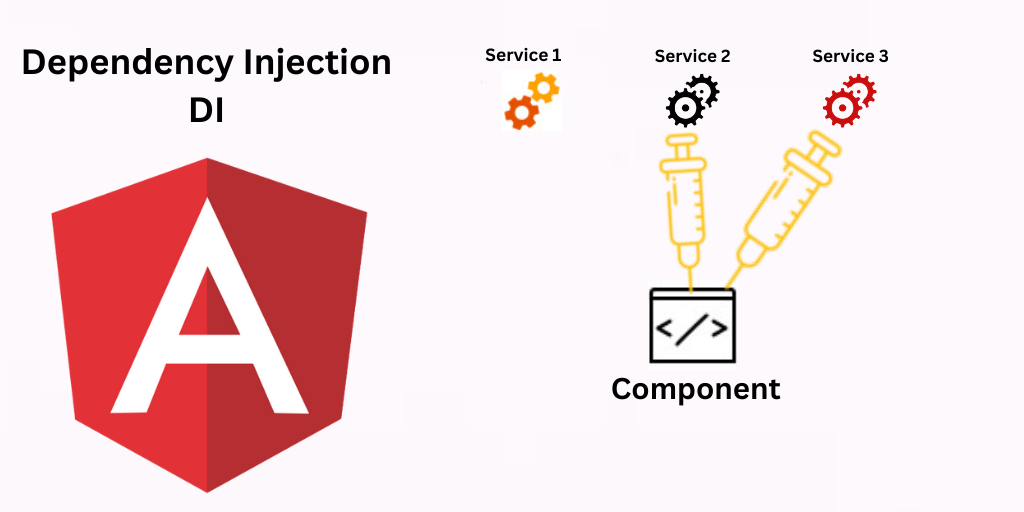 Dependency Injection
DI
Service 1
Service 2
Service 3
A
</>
Component